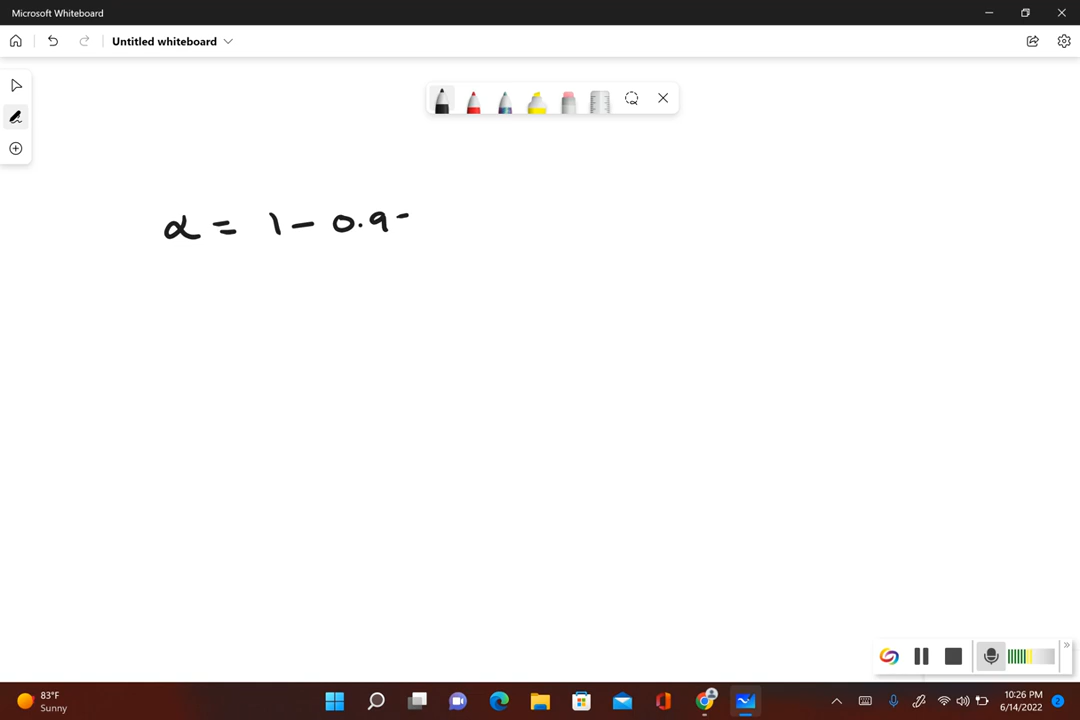 Microsoft Whiteboard
Untitled whiteboard
α = 1 - 0.9
83°F
Sunny
10:26 PM
6/14/2022
2